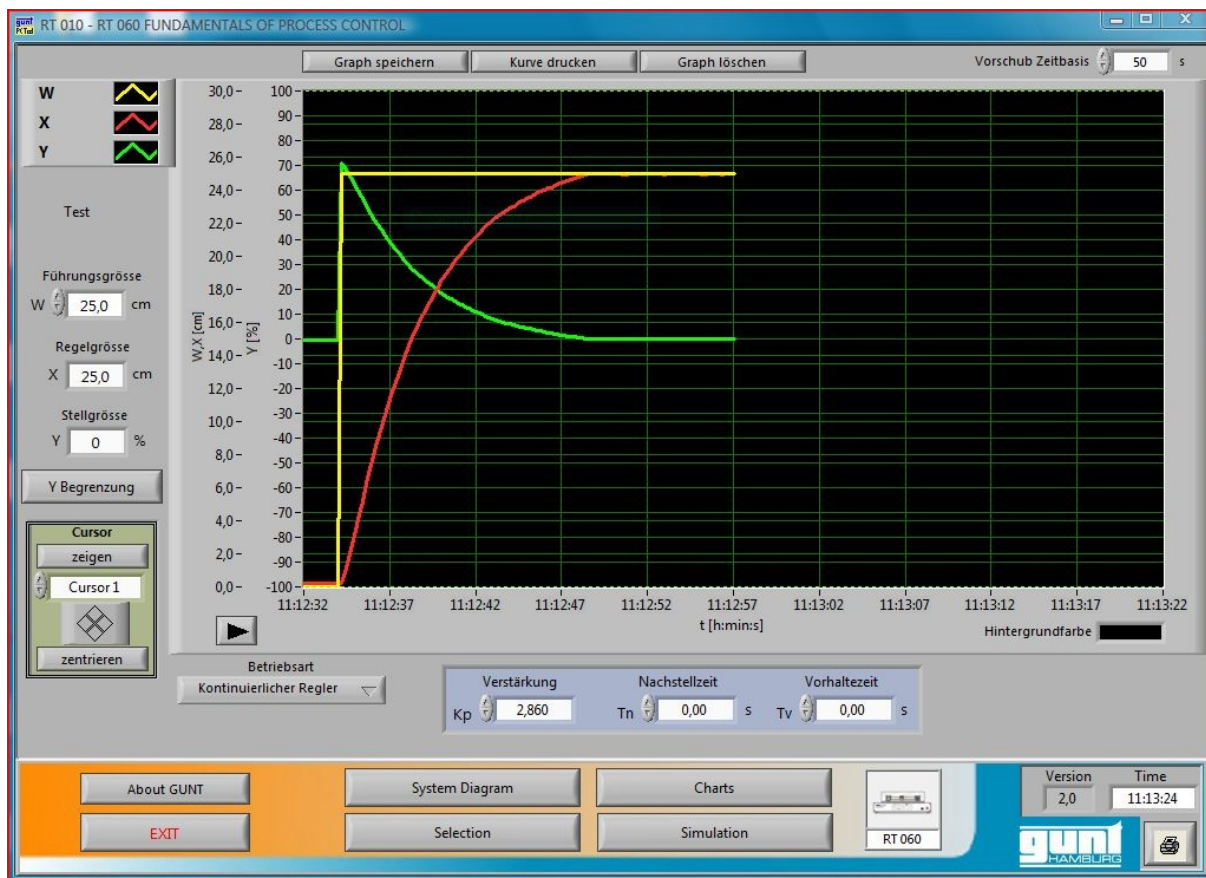 RT 010 - RT 060 FUNDAMENTALS OF PROCESS CONTROL
Graph speichern
Kurve drucken
Graph löschen
Vorschub Zeitbasis 50 s
W
X
Y
Test
Führungsgrösse
W 25,0 cm
Regelgrösse
X 25,0 cm
Stellgrösse
Y 0 %
Y Begrenzung
Cursor
zeigen
Cursor 1
zentrieren
W,X [cm]
30,0
28,0
26,0
24,0
22,0
20,0
18,0
16,0
14,0
12,0
10,0
8,0
6,0
4,0
2,0
0,0
Y [%]
100
90
80
70
60
50
40
30
20
10
0
-10
-20
-30
-40
-50
-60
-70
-80
-90
-100
11:12:32 11:12:37 11:12:42 11:12:47 11:12:52 11:12:57 11:13:02 11:13:07 11:13:12 11:13:17 11:13:22
t [h:min:s]
Hintergrundfarbe
Betriebsart
Kontinuierlicher Regler
Verstärkung Nachstellzeit Vorhaltezeit
Kp 2,860 Tn 0,00 s Tv 0,00 s
About GUNT
System Diagram
Charts
EXIT
Selection
Simulation
RT 060
Version Time
2,0 11:13:24
gunt
HAMBURG